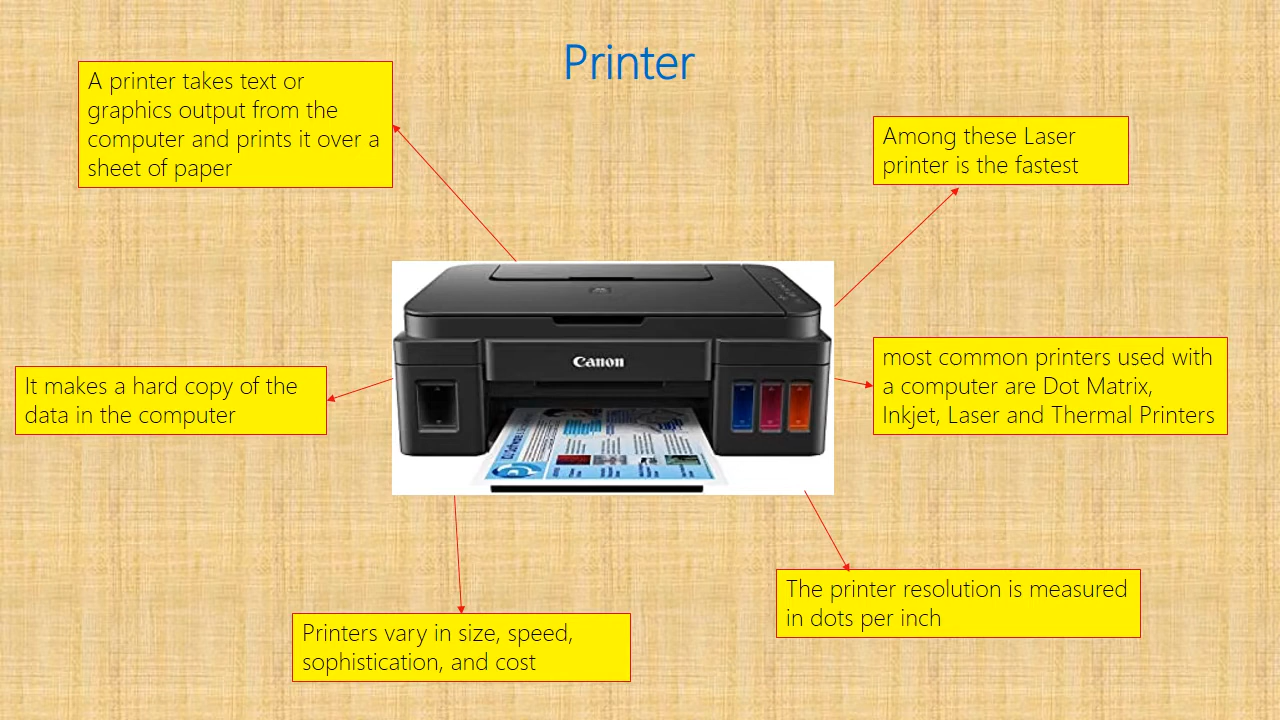 Printer
A printer takes text or
graphics output from the
computer and prints it over a
sheet of paper
Among these Laser
printer is the fastest
Canon
It makes a hard copy of the
data in the computer
most common printers used with
a computer are Dot Matrix,
Inkjet, Laser and Thermal Printers
The printer resolution is measured
in dots per inch
Printers vary in size, speed,
sophistication, and cost